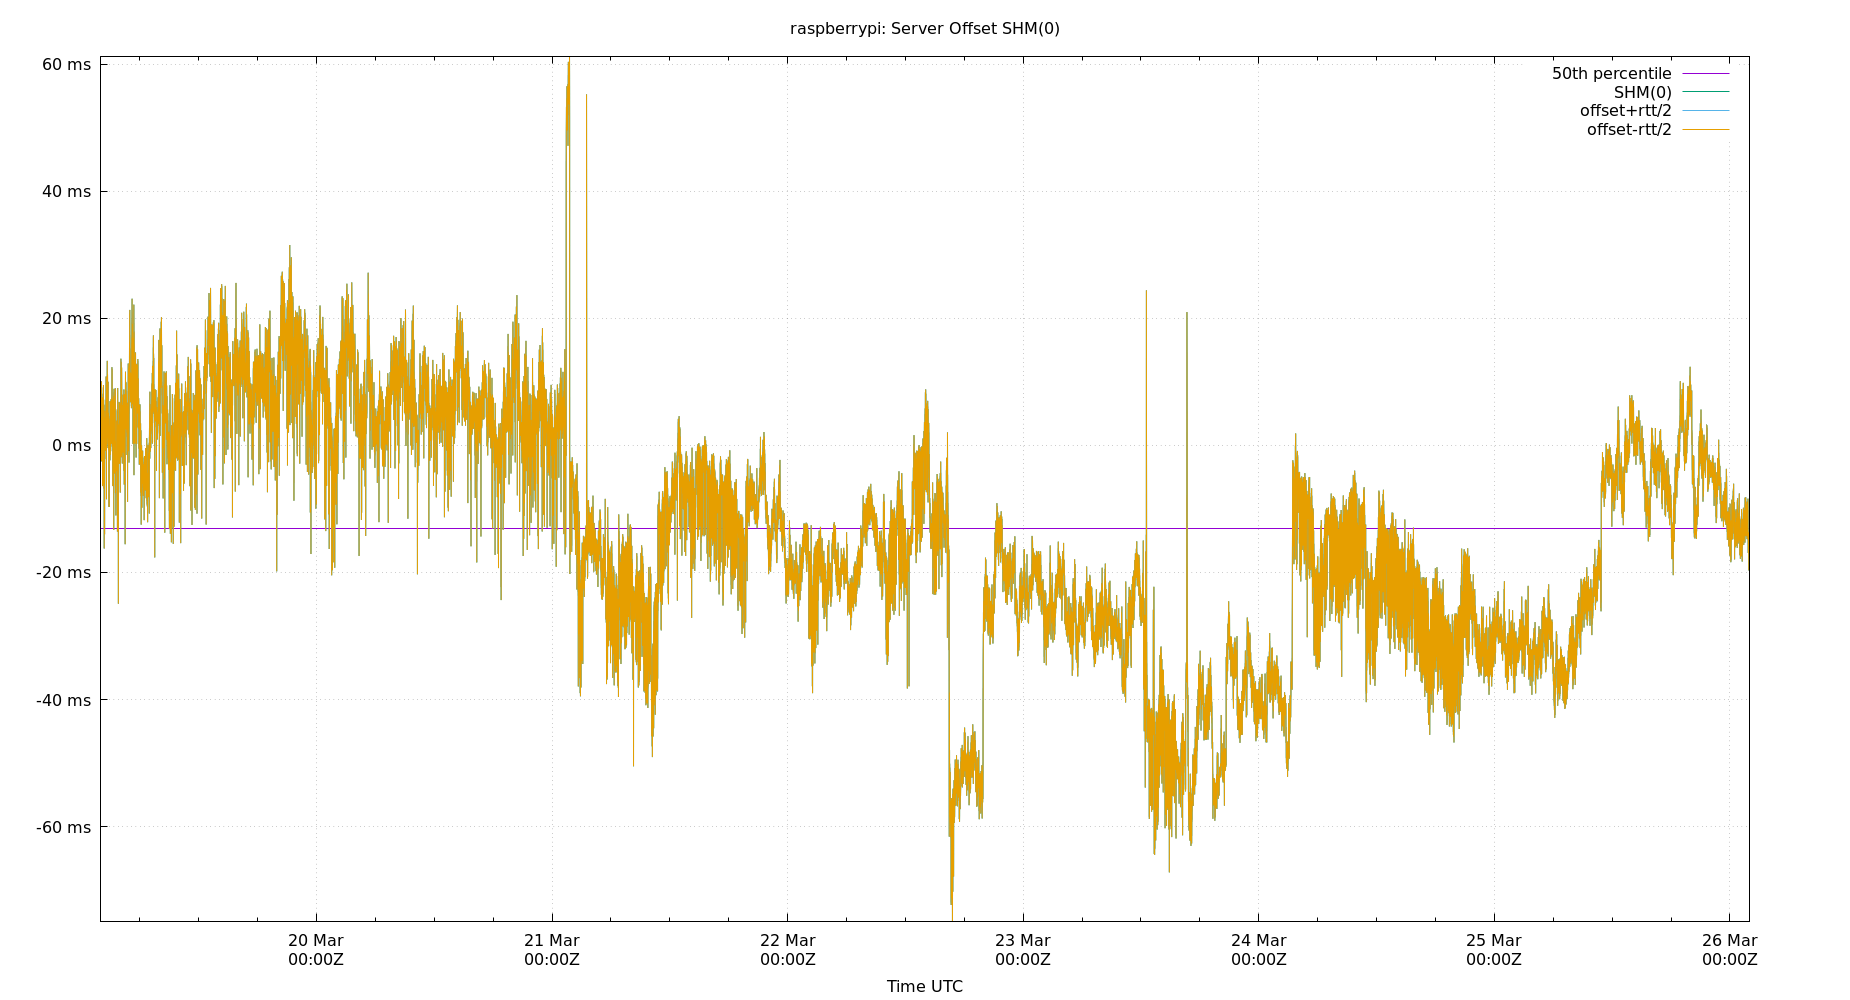 raspberrypi: Server Offset SHM(0)
60 ms
40 ms
20 ms
0 ms
-20 ms
-40 ms
-60 ms
50th percentile
SHM(0)
offset+rtt/2
offset-rtt/2
20 Mar
00:00Z
21 Mar
00:00Z
22 Mar
00:00Z
23 Mar
00:00Z
24 Mar
00:00Z
25 Mar
00:00Z
26 Mar
00:00Z
Time UTC